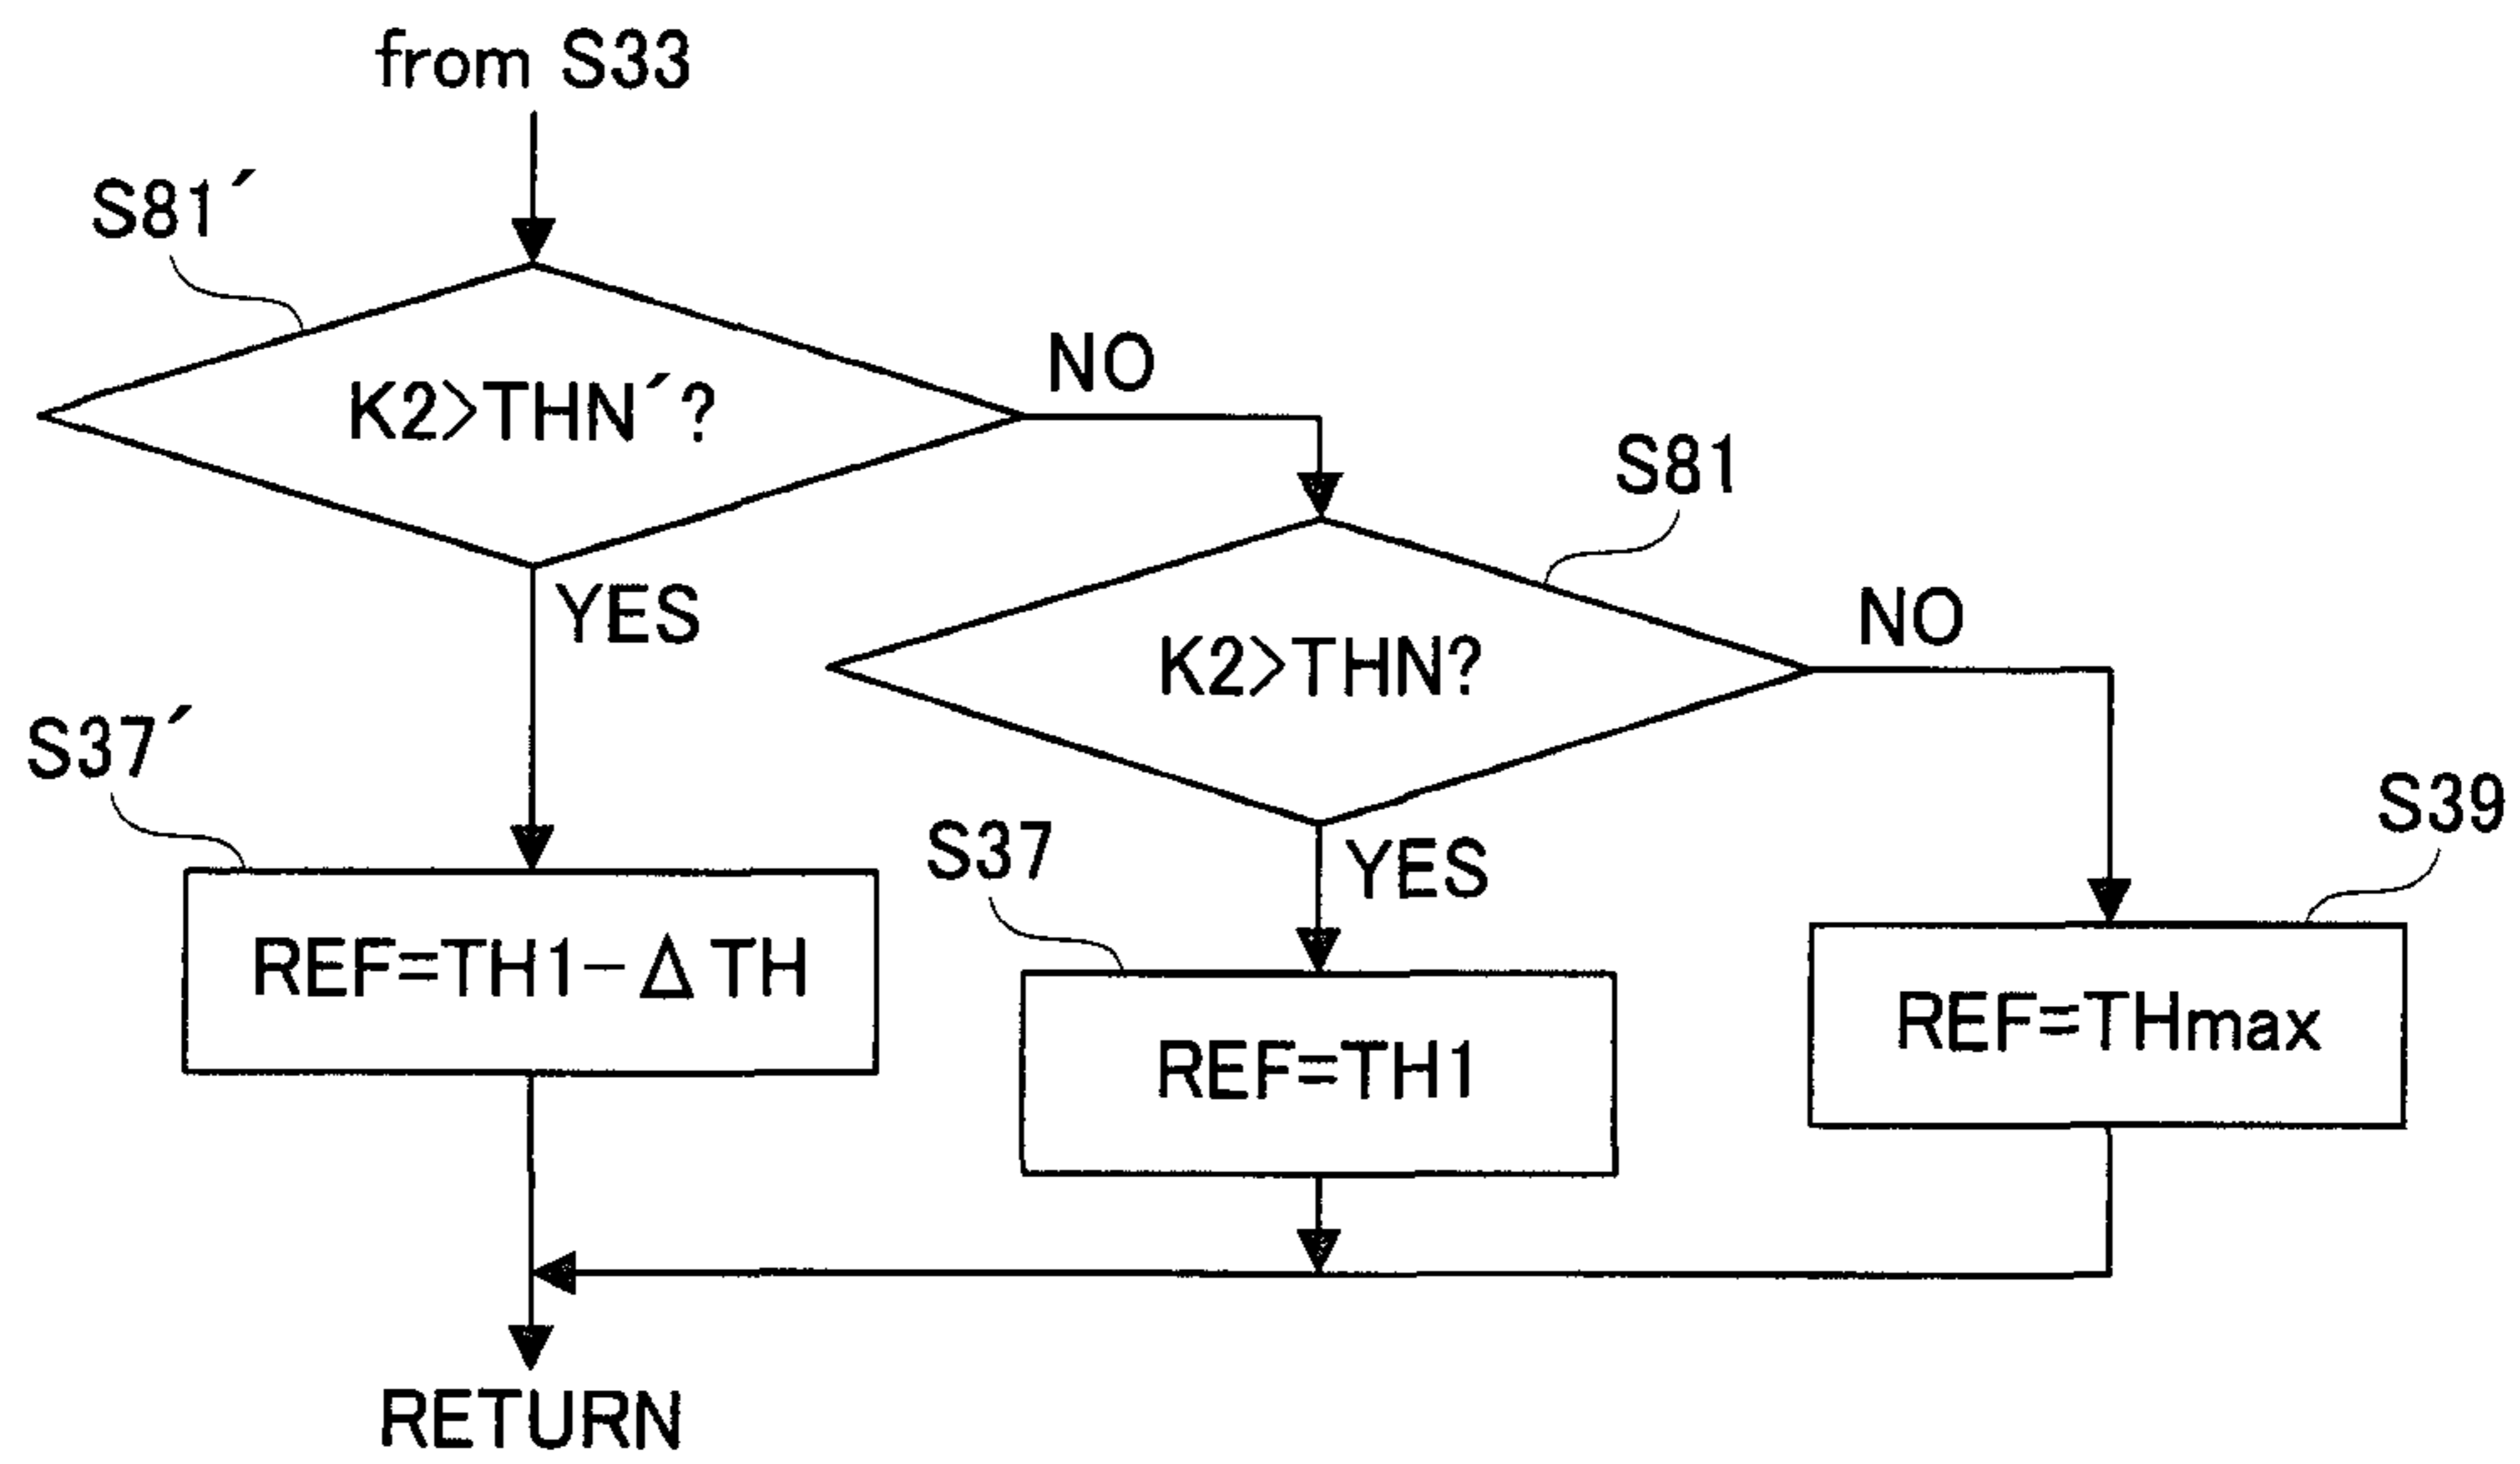 from S33
S81´
K2>THN´?
NO
YES
S81
K2>THN?
NO
YES
S37´
REF=TH1-Δ TH
S37
REF=TH1
S39
REF=THmax
RETURN